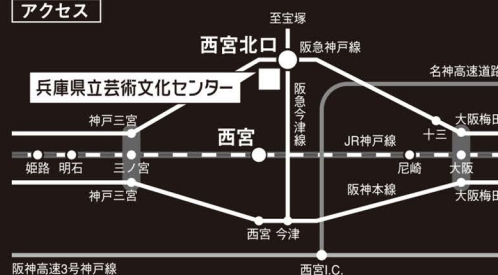 アクセス
至宝塚
西宮北口
阪急神戸線
名神高速道路
兵庫県立芸術文化センター
阪急今津線
神戸三宮
西宮
JR神戸線
十三
大阪梅田
姫路
明石
三ノ宮
尼崎
大阪
神戸三宮
阪神本線
大阪梅田
西宮
今津
阪神高速3号神戸線
西宮I.C.